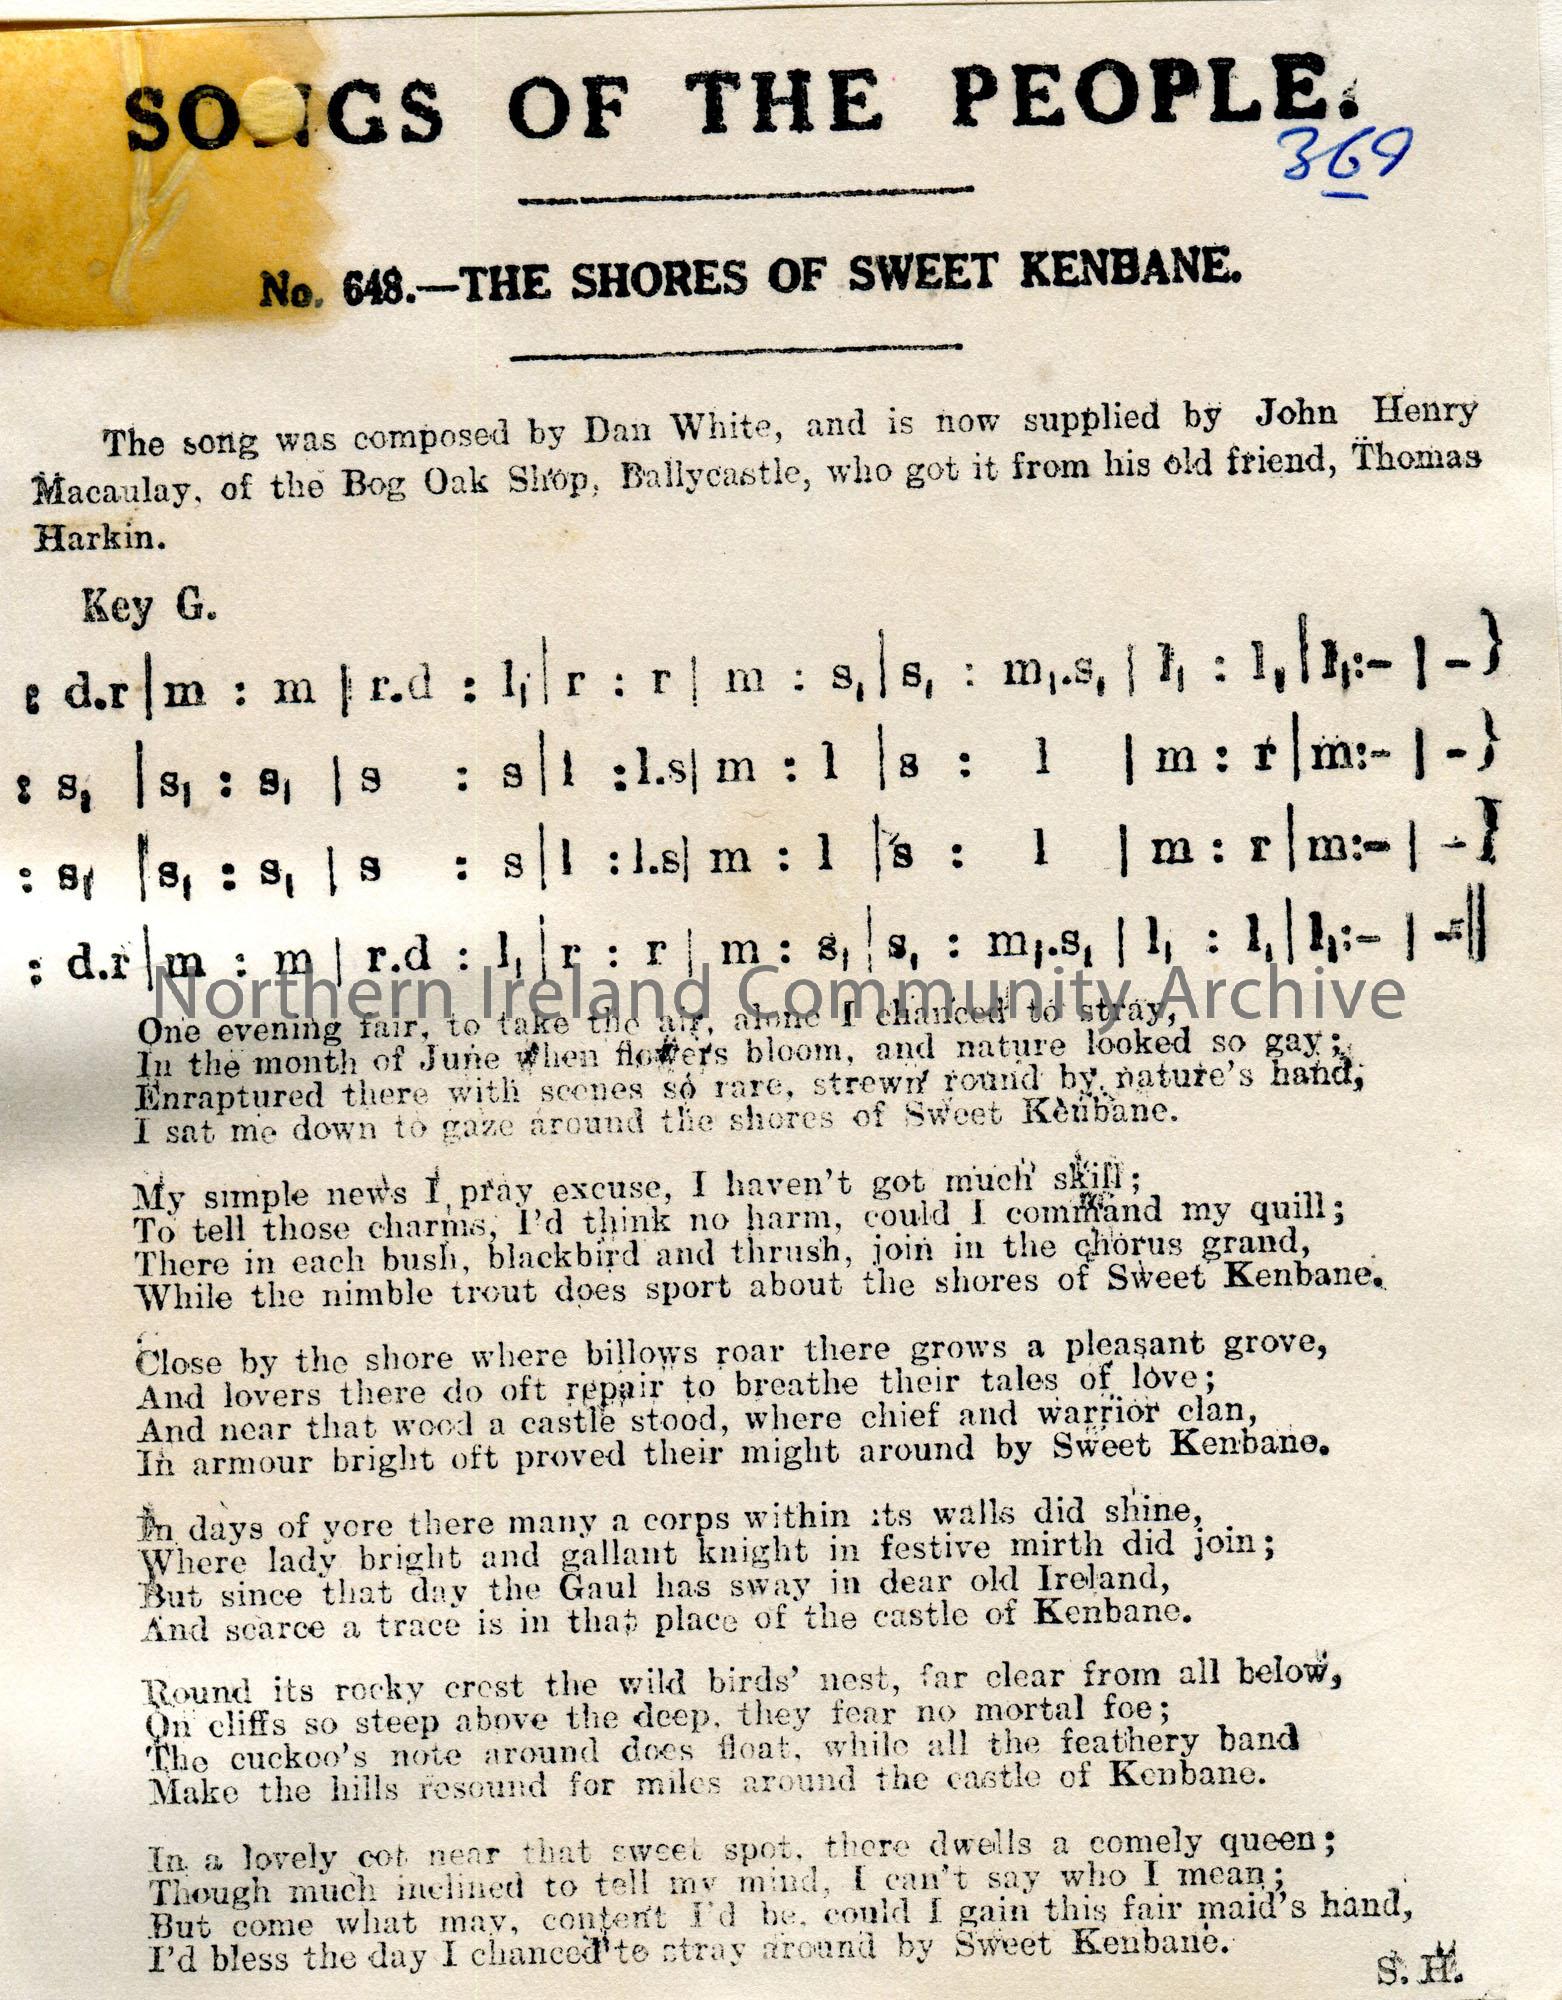 SONGS OF THE PEOPLE.
369
No. 648.—THE SHORES OF SWEET KENBANE.
The song was composed by Dan White, and is now supplied by John Henry
Macaulay, of the Bog Oak Shop, Ballycastle, who got it from his old friend, Thomas
Harkin.
Key G.
: d.r | m : m | r.d : l, | r : r | m : s, | s, : m,.s, | l, : l, | l,:- | - }
: s, | s, : s, | s : s | l : l.s | m : l | s : l | m : r | m:- | - }
: s, | s, : s, | s : s | l : l.s | m : l | s : l | m : r | m:- | - }
: d.r | m : m | r.d : l, | r : r | m : s, | s, : m,.s, | l, : l, | l,:- | - ||
Northern Ireland Community Archive
One evening fair, to take the air, alone I chanced to stray,
In the month of June when flowers bloom, and nature looked so gay;
Enraptured there with scenes so rare, strewn round by nature's hand,
I sat me down to gaze around the shores of Sweet Kenbane.
My simple news I pray excuse, I haven't got much skill;
To tell those charms, I'd think no harm, could I command my quill;
There in each bush, blackbird and thrush, join in the chorus grand,
While the nimble trout does sport about the shores of Sweet Kenbane.
Close by the shore where billows roar there grows a pleasant grove,
And lovers there do oft repair to breathe their tales of love;
And near that wood a castle stood, where chief and warrior clan,
In armour bright oft proved their might around by Sweet Kenbane.
In days of yore there many a corps within its walls did shine,
Where lady bright and gallant knight in festive mirth did join;
But since that day the Gaul has sway in dear old Ireland,
And scarce a trace is in that place of the castle of Kenbane.
Round its rocky crest the wild birds' nest, far clear from all below,
On cliffs so steep above the deep, they fear no mortal foe;
The cuckoo's note around does float, while all the feathery band
Make the hills resound for miles around the castle of Kenbane.
In a lovely cot near that sweet spot, there dwells a comely queen;
Though much inclined to tell my mind, I can't say who I mean;
But come what may, content I'd be, could I gain this fair maid's hand,
I'd bless the day I chanced to stray around by Sweet Kenbane.
S. H.